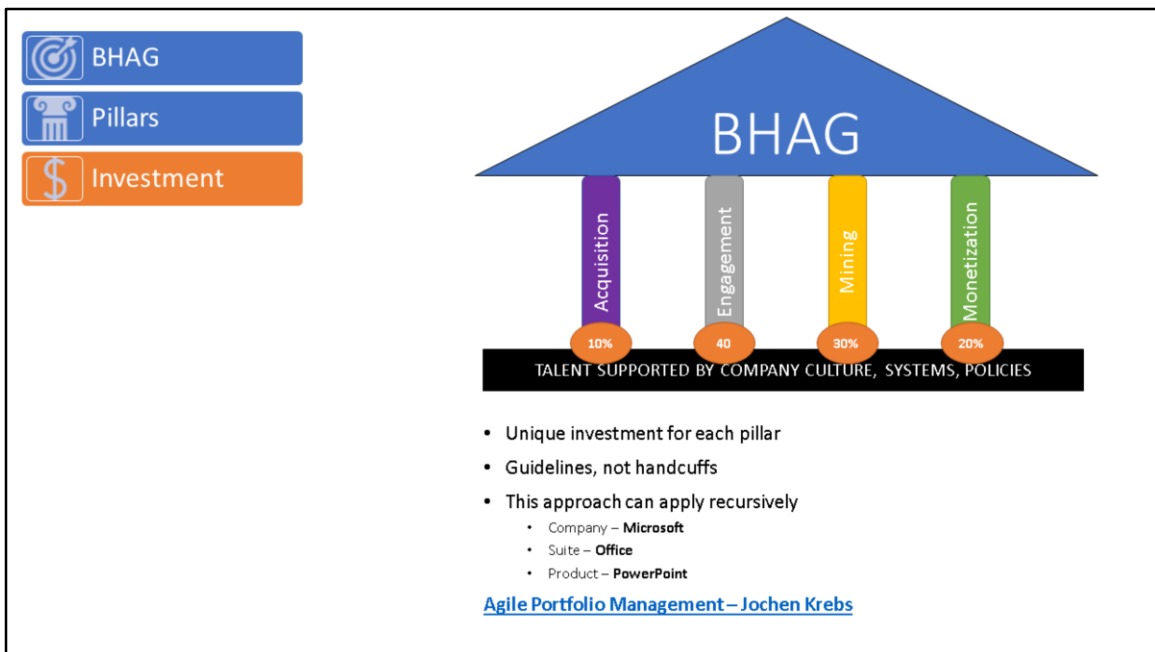 BHAG
Pillars
Investment
BHAG
Acquisition
Engagement
Mining
Monetization
10%
40
30%
20%
TALENT SUPPORTED BY COMPANY CULTURE, SYSTEMS, POLICIES
• Unique investment for each pillar
• Guidelines, not handcuffs
• This approach can apply recursively
• Company – Microsoft
• Suite – Office
• Product – PowerPoint
Agile Portfolio Management – Jochen Krebs